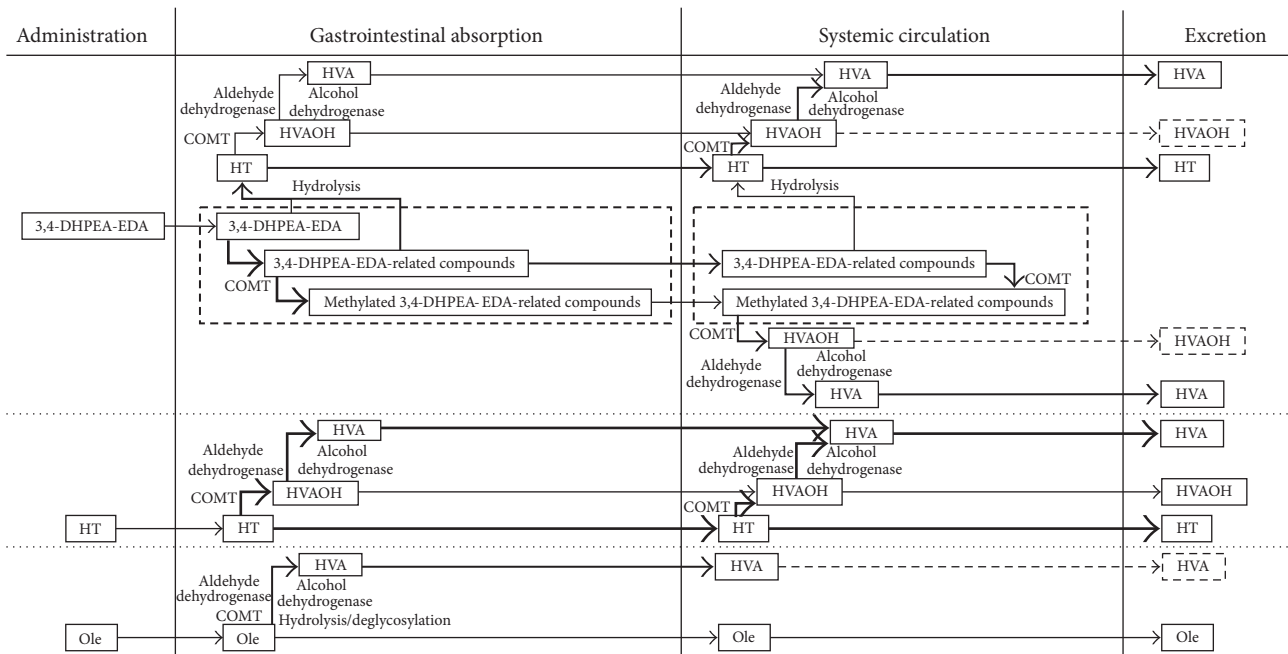 Administration
Gastrointestinal absorption
Systemic circulation
Excretion
HVA
HVA
HVA
Aldehyde
dehydrogenase
Alcohol
dehydrogenase
Aldehyde
dehydrogenase
Alcohol
dehydrogenase
HVAOH
HVAOH
HVAOH
COMT
COMT
HT
HT
HT
Hydrolysis
Hydrolysis
3,4-DHPEA-EDA
3,4-DHPEA-EDA
3,4-DHPEA-EDA-related compounds
3,4-DHPEA-EDA-related compounds
COMT
COMT
Methylated 3,4-DHPEA-EDA-related compounds
Methylated 3,4-DHPEA-EDA-related compounds
COMT
HVAOH
HVAOH
Aldehyde
dehydrogenase
Alcohol
dehydrogenase
HVA
HVA
HVA
HVA
HVA
Aldehyde
dehydrogenase
Alcohol
dehydrogenase
Aldehyde
dehydrogenase
Alcohol
dehydrogenase
HVAOH
HVAOH
HVAOH
COMT
COMT
HT
HT
HT
HT
HVA
HVA
HVA
Aldehyde
dehydrogenase
Alcohol
dehydrogenase
COMT
Hydrolysis/deglycosylation
Ole
Ole
Ole
Ole